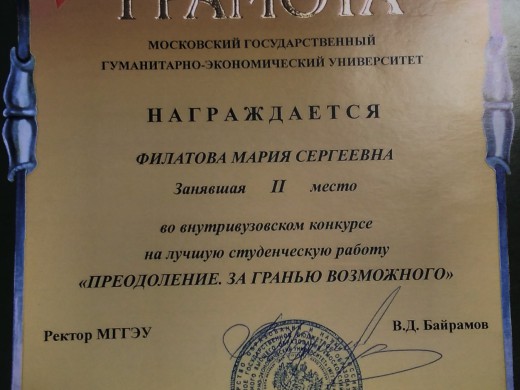 ГРАМОТА
МОСКОВСКИЙ ГОСУДАРСТВЕННЫЙ
ГУМАНИТАРНО-ЭКОНОМИЧЕСКИЙ УНИВЕРСИТЕТ
НАГРАЖДАЕТСЯ
ФИЛАТОВА МАРИЯ СЕРГЕЕВНА
Занявшая II место
во внутривузовском конкурсе
на лучшую студенческую работу
«ПРЕОДОЛЕНИЕ. ЗА ГРАНЬЮ ВОЗМОЖНОГО»
Ректор МГГЭУ
В.Д. Байрамов